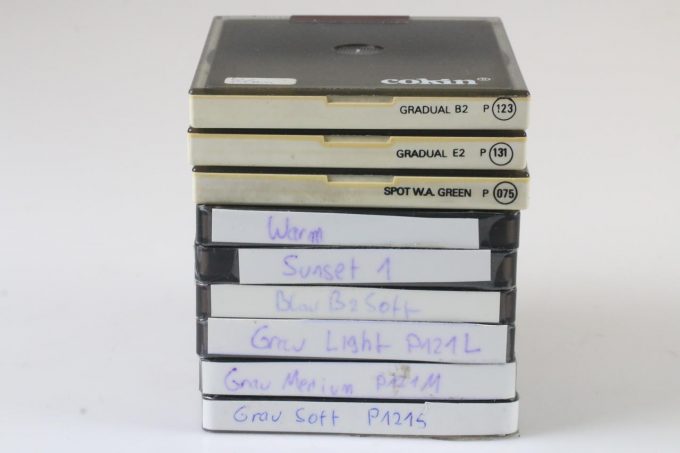 cokin®
GRADUAL B2 P 123
GRADUAL E2 P 131
SPOT W.A. GREEN P 075
Warm
Sunset 1
Blau B2 Soft
Grau Light P121L
Grau Merium P121M
Grau Soft P121S